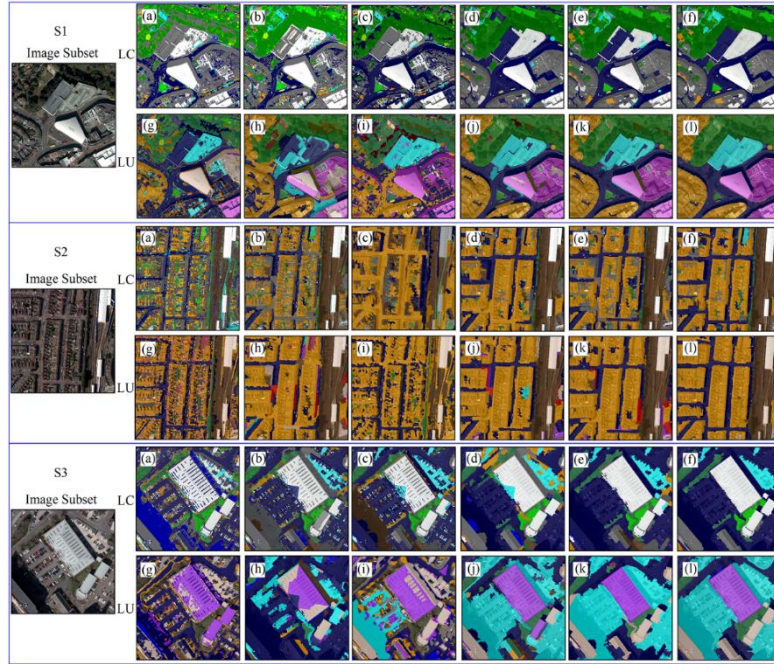 S1
Image Subset
LC
(a) (b) (c) (d) (e) (f)
LU
(g) (h) (i) (j) (k) (l)
S2
Image Subset
LC
(a) (b) (c) (d) (e) (f)
LU
(g) (h) (i) (j) (k) (l)
S3
Image Subset
LC
(a) (b) (c) (d) (e) (f)
LU
(g) (h) (i) (j) (k) (l)